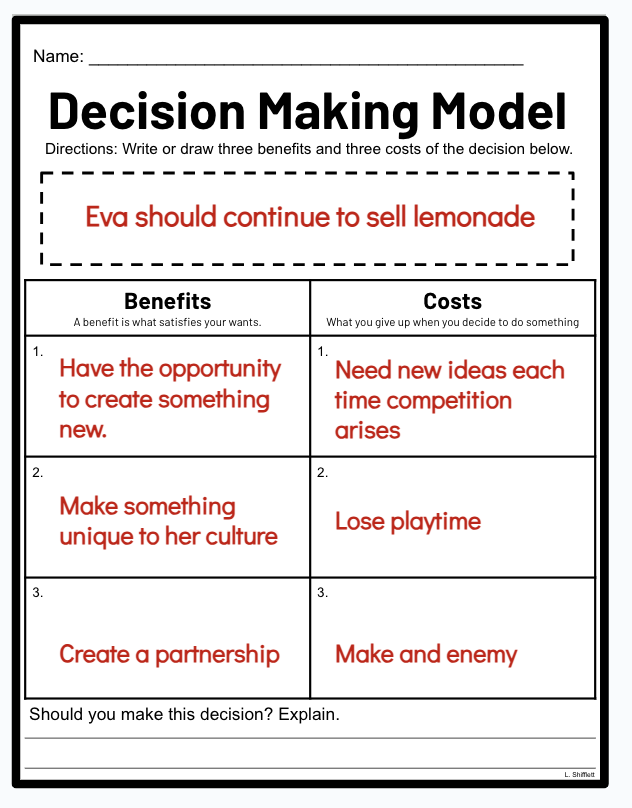 Name: ___________________________________________
Decision Making Model
Directions: Write or draw three benefits and three costs of the decision below.
Eva should continue to sell lemonade
Benefits
A benefit is what satisfies your wants.
Costs
What you give up when you decide to do something
1.
Have the opportunity
to create something
new.
1.
Need new ideas each
time competition
arises
2.
Make something
unique to her culture
2.
Lose playtime
3.
Create a partnership
3.
Make and enemy
Should you make this decision? Explain.
L. Shifflett